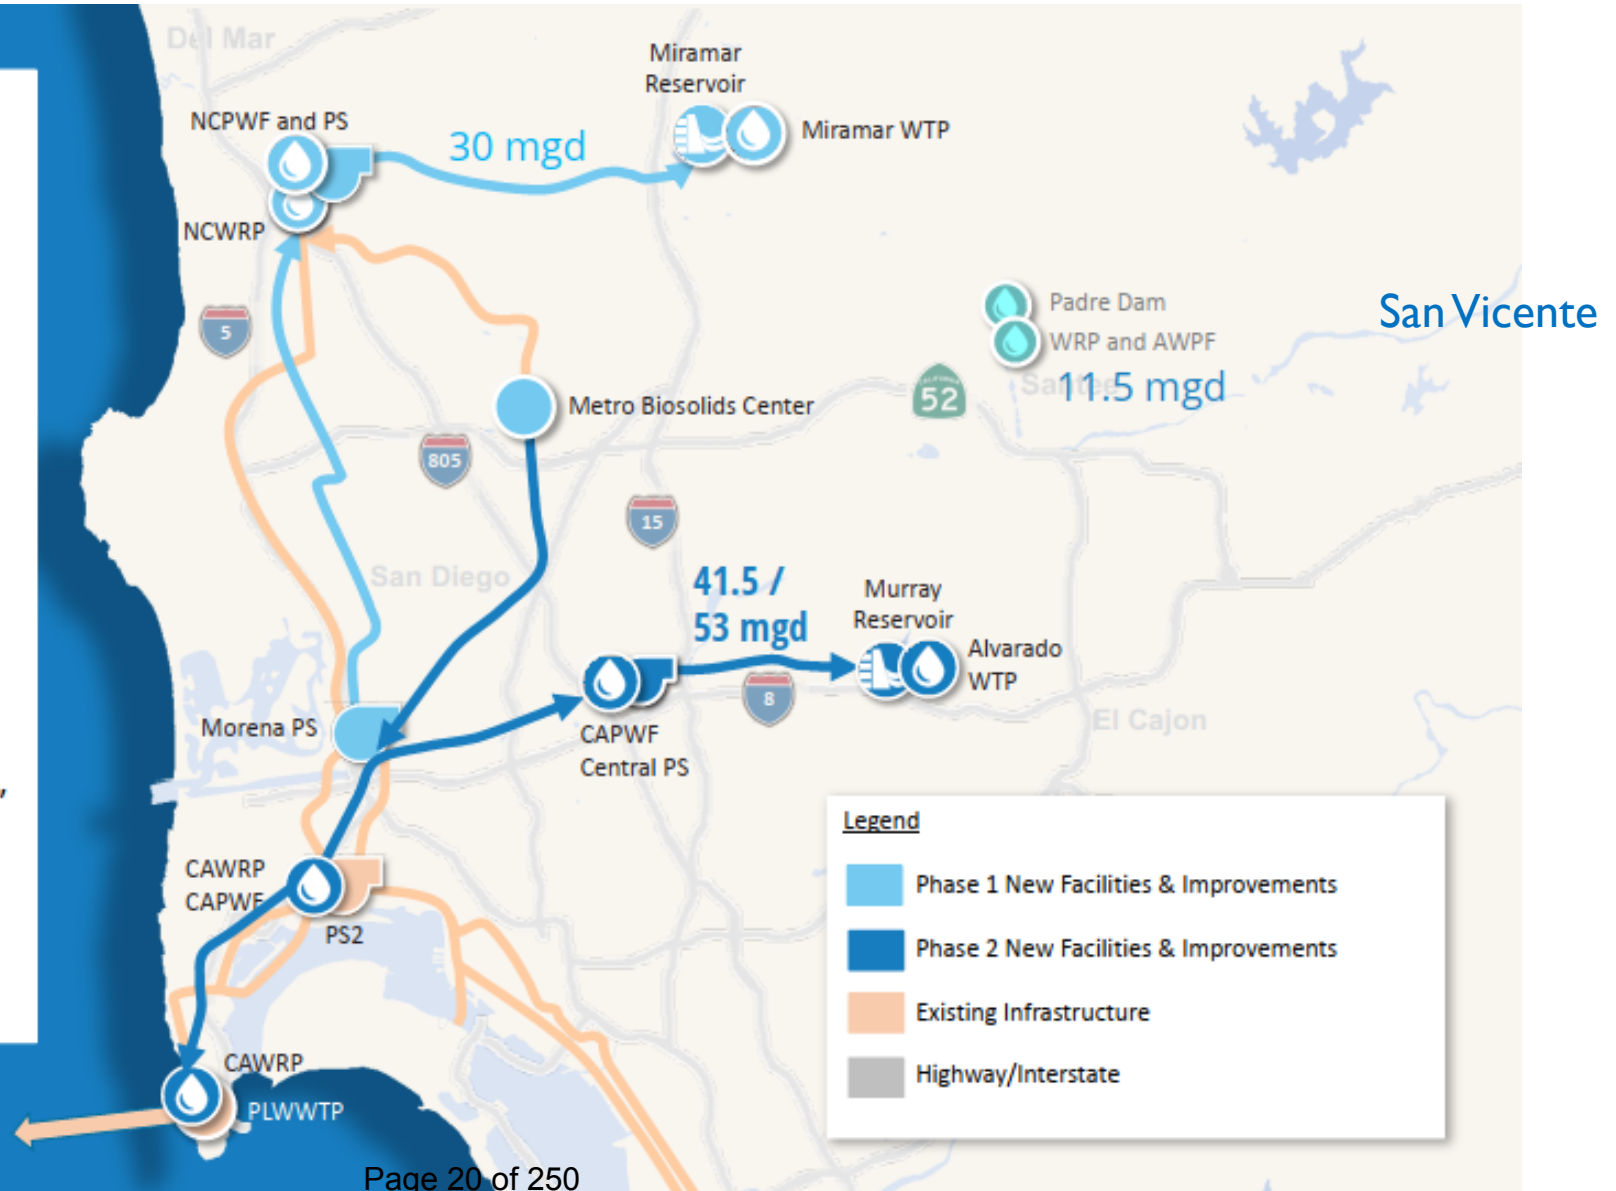 Del Mar
Miramar
Reservoir
NCPWF and PS
30 mgd
Miramar WTP
NCWRP
5
Padre Dam
WRP and AWPF
San Vicente
Santee
11.5 mgd
CALIFORNIA
52
Metro Biosolids Center
805
15
San Diego
41.5 /
53 mgd
Murray
Reservoir
Alvarado
WTP
8
Morena PS
CAPWF
Central PS
El Cajon
,
Legend
Phase 1 New Facilities & Improvements
Phase 2 New Facilities & Improvements
Existing Infrastructure
Highway/Interstate
CAWRP
CAPWF
PS2
CAWRP
PLWWTP
Page 20 of 250